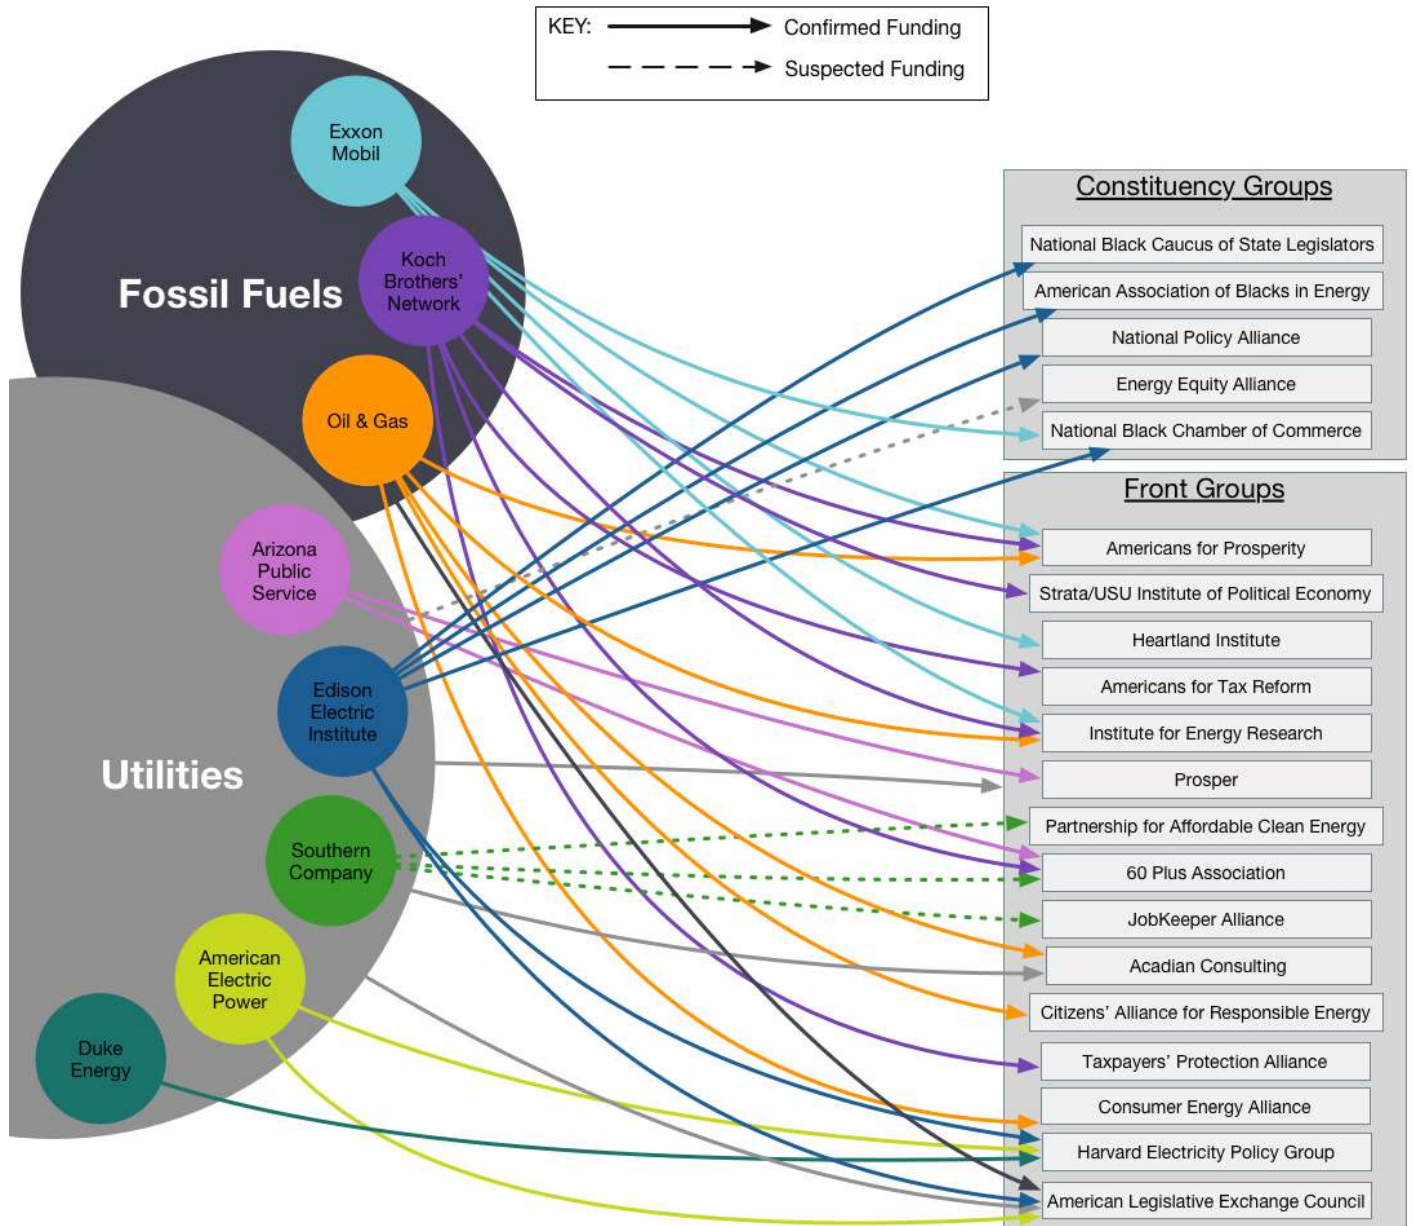 KEY:
Confirmed Funding
Suspected Funding
Exxon
Mobil
Koch
Brothers'
Network
Fossil Fuels
Oil & Gas
Arizona
Public
Service
Edison
Electric
Institute
Utilities
Southern
Company
American
Electric
Power
Duke
Energy
Constituency Groups
National Black Caucus of State Legislators
American Association of Blacks in Energy
National Policy Alliance
Energy Equity Alliance
National Black Chamber of Commerce
Front Groups
Americans for Prosperity
Strata/USU Institute of Political Economy
Heartland Institute
Americans for Tax Reform
Institute for Energy Research
Prosper
Partnership for Affordable Clean Energy
60 Plus Association
JobKeeper Alliance
Acadian Consulting
Citizens' Alliance for Responsible Energy
Taxpayers' Protection Alliance
Consumer Energy Alliance
Harvard Electricity Policy Group
American Legislative Exchange Council